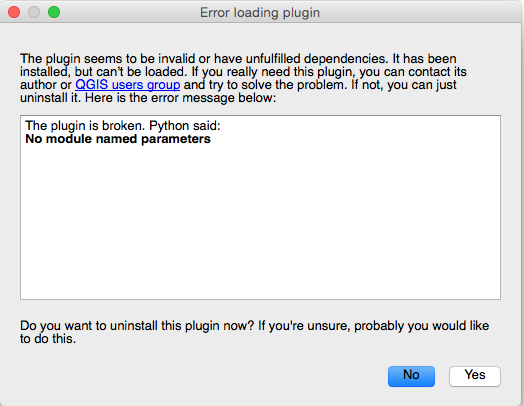 Error loading plugin
The plugin seems to be invalid or have unfulfilled dependencies. It has been
installed, but can't be loaded. If you really need this plugin, you can contact its
author or QGIS users group and try to solve the problem. If not, you can just
uninstall it. Here is the error message below:
The plugin is broken. Python said:
No module named parameters
Do you want to uninstall this plugin now? If you're unsure, probably you would like
to do this.
No
Yes